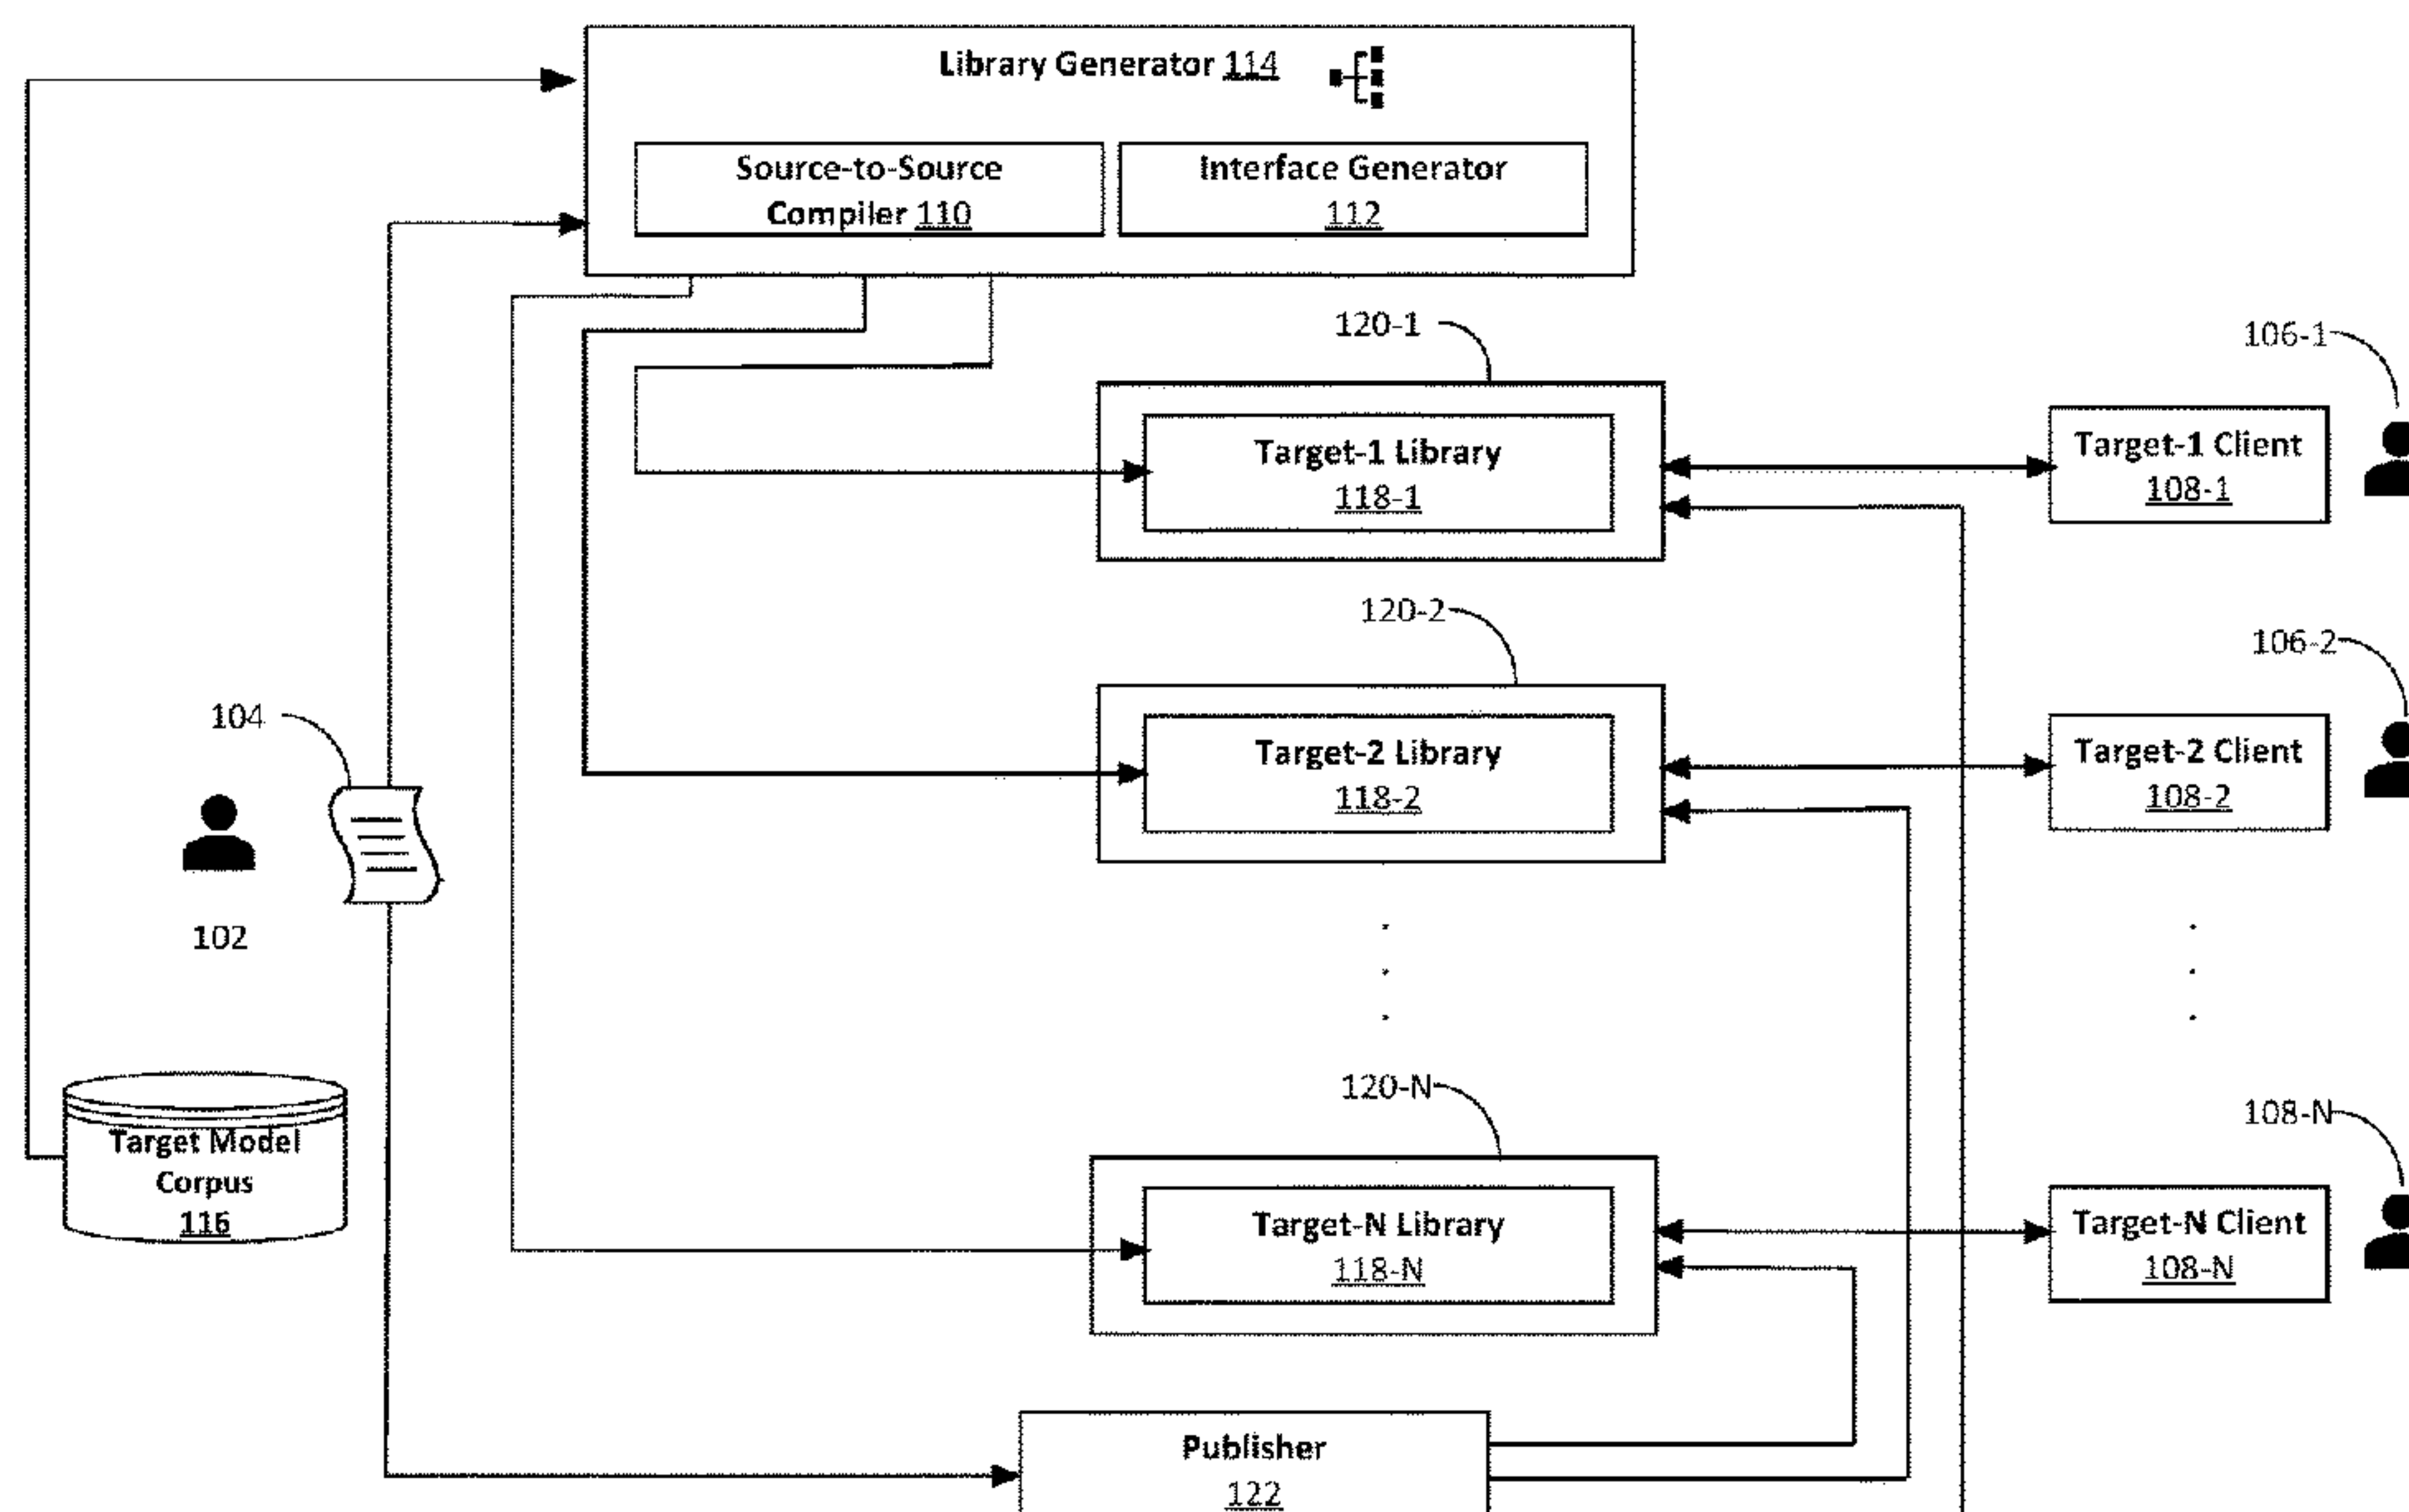 Library Generator 114
Source-to-Source
Compiler 110
Interface Generator
112
120-1
106-1
Target-1 Library
118-1
Target-1 Client
108-1
120-2
106-2
104
Target-2 Library
118-2
Target-2 Client
108-2
102
120-N
108-N
Target Model
Corpus
116
Target-N Library
118-N
Target-N Client
108-N
Publisher
122